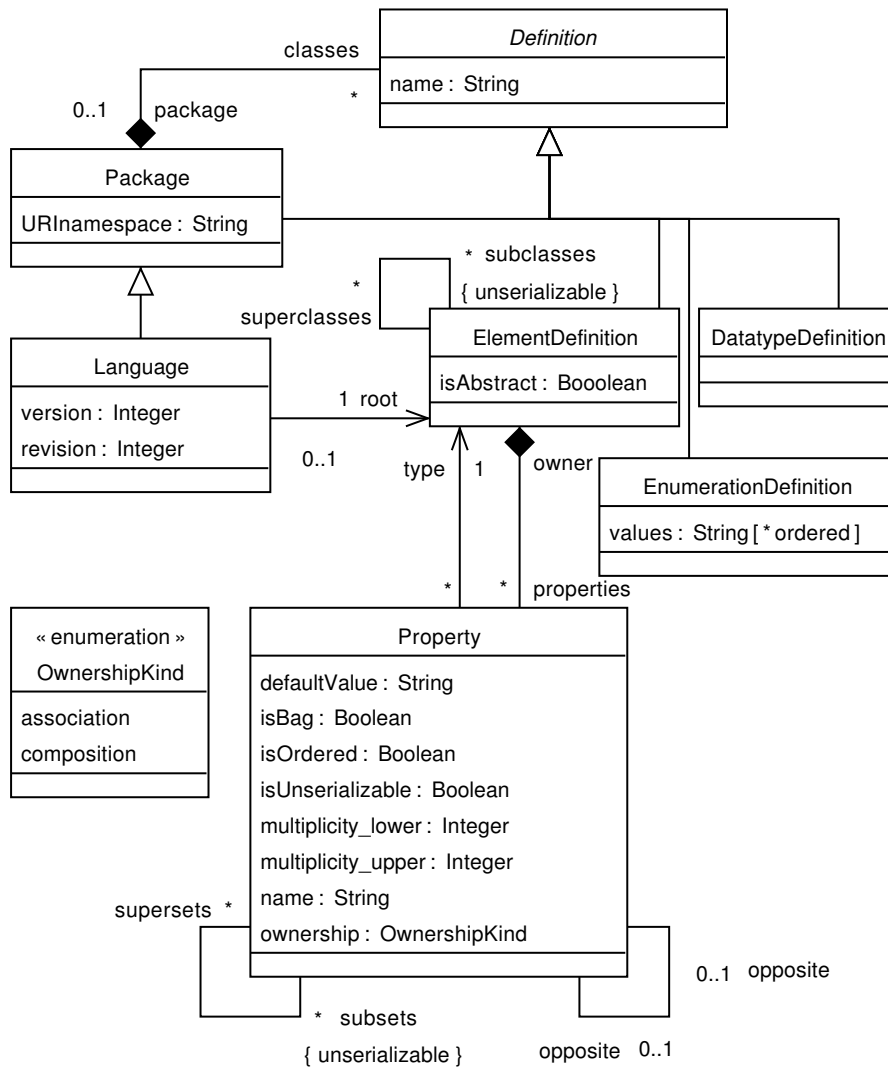 Definition
name : String
classes
*
0..1
package
Package
URInamespace : String
* subclasses
{ unserializable }
*
superclasses
ElementDefinition
isAbstract : Booolean
DatatypeDefinition
Language
version : Integer
revision : Integer
1 root
0..1
type
1
owner
EnumerationDefinition
values : String [ * ordered ]
*
* properties
« enumeration »
OwnershipKind
association
composition
Property
defaultValue : String
isBag : Boolean
isOrdered : Boolean
isUnserializable : Boolean
multiplicity_lower : Integer
multiplicity_upper : Integer
name : String
ownership : OwnershipKind
supersets *
* subsets
{ unserializable }
0..1 opposite
opposite 0..1